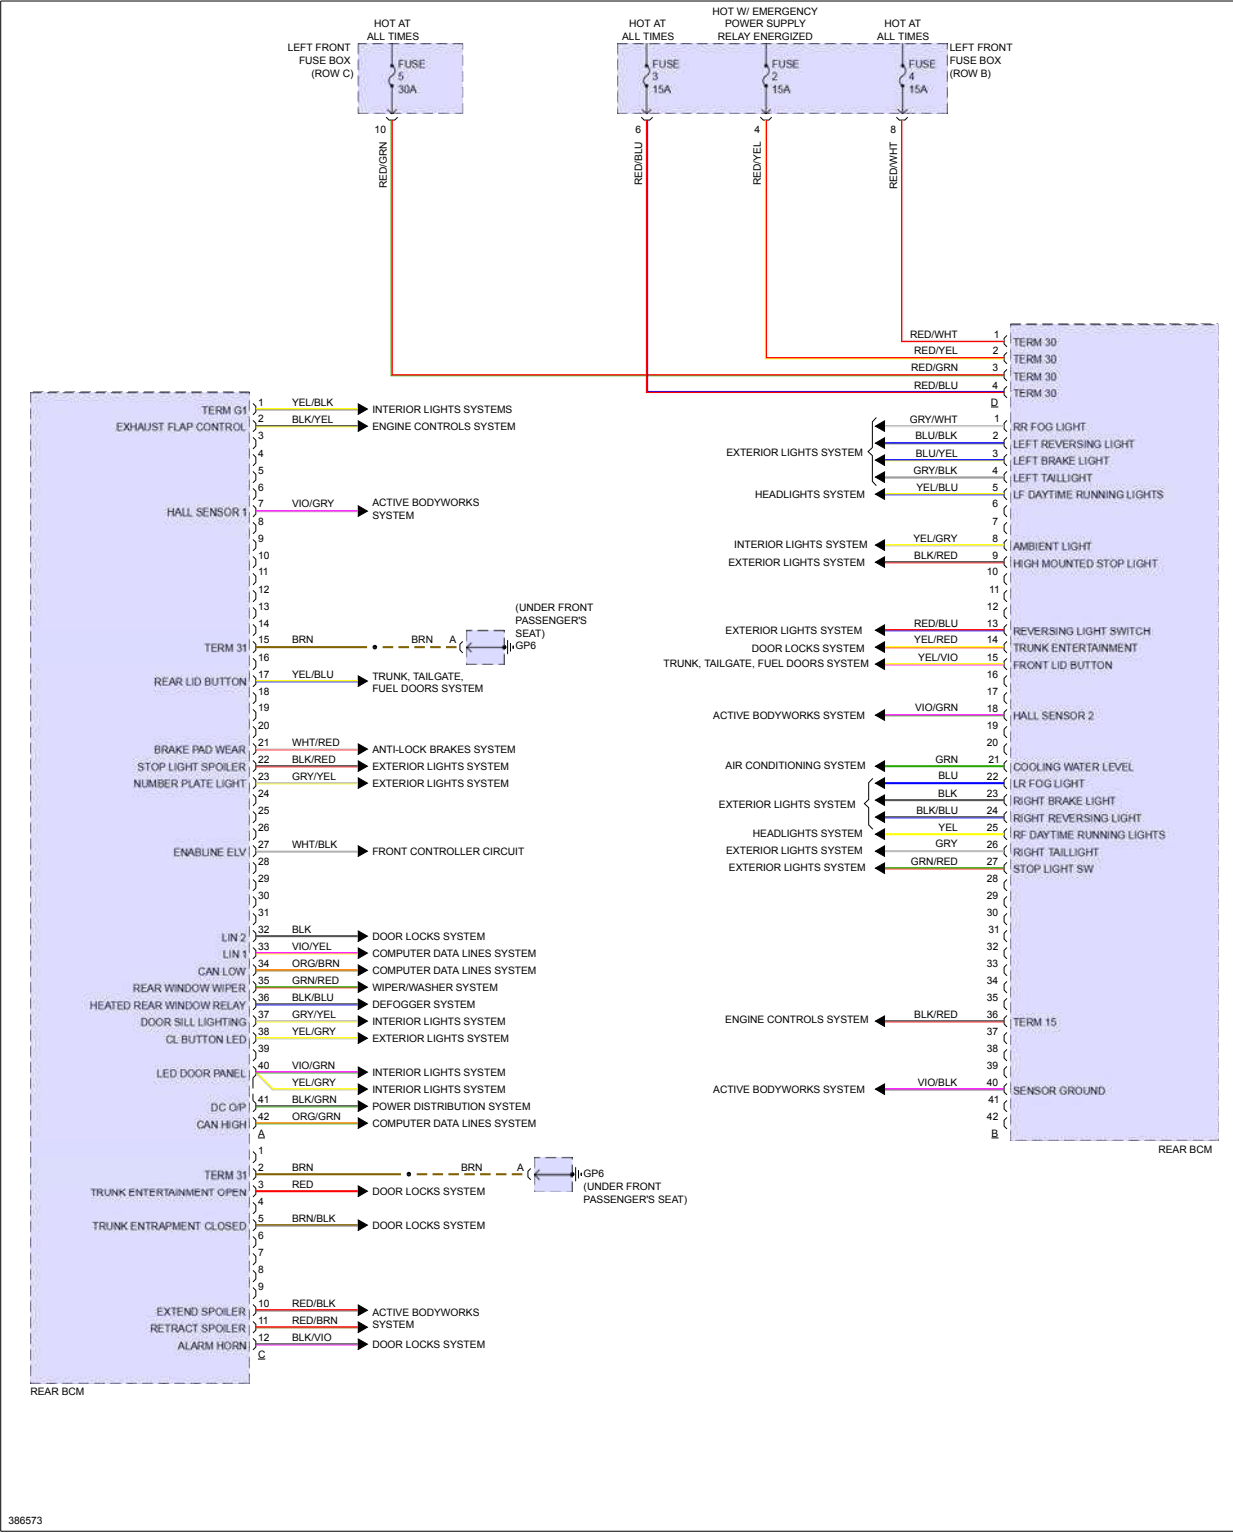 HOT AT
ALL TIMES
LEFT FRONT
FUSE BOX
(ROW C)
FUSE
5
30A
10
RED/GRN
HOT AT
ALL TIMES
HOT W/ EMERGENCY
POWER SUPPLY
RELAY ENERGIZED
HOT AT
ALL TIMES
LEFT FRONT
FUSE BOX
(ROW B)
FUSE
3
15A
FUSE
2
15A
FUSE
4
15A
6
RED/BLU
4
RED/YEL
8
RED/WHT
RED/WHT 1 TERM 30
RED/YEL 2 TERM 30
RED/GRN 3 TERM 30
RED/BLU 4 TERM 30
D
TERM G1 1 YEL/BLK INTERIOR LIGHTS SYSTEMS
EXHAUST FLAP CONTROL 2 BLK/YEL ENGINE CONTROLS SYSTEM
3
4
5
6
HALL SENSOR 1 7 VIO/GRY ACTIVE BODYWORKS
SYSTEM
8
9
10
11
12
13
14
TERM 31 15 BRN BRN A GP6
(UNDER FRONT
PASSENGER'S
SEAT)
16
REAR LID BUTTON 17 YEL/BLU TRUNK, TAILGATE,
FUEL DOORS SYSTEM
18
19
20
BRAKE PAD WEAR 21 WHT/RED ANTI-LOCK BRAKES SYSTEM
STOP LIGHT SPOILER 22 BLK/RED EXTERIOR LIGHTS SYSTEM
NUMBER PLATE LIGHT 23 GRY/YEL EXTERIOR LIGHTS SYSTEM
24
25
26
ENABLINE ELV 27 WHT/BLK FRONT CONTROLLER CIRCUIT
28
29
30
31
LIN 2 32 BLK DOOR LOCKS SYSTEM
LIN 1 33 VIO/YEL COMPUTER DATA LINES SYSTEM
CAN LOW 34 ORG/BRN COMPUTER DATA LINES SYSTEM
REAR WINDOW WIPER 35 GRN/RED WIPER/WASHER SYSTEM
HEATED REAR WINDOW RELAY 36 BLK/BLU DEFOGGER SYSTEM
DOOR SILL LIGHTING 37 GRY/YEL INTERIOR LIGHTS SYSTEM
CL BUTTON LED 38 YEL/GRY EXTERIOR LIGHTS SYSTEM
39
LED DOOR PANEL 40 VIO/GRN INTERIOR LIGHTS SYSTEM
YEL/GRY INTERIOR LIGHTS SYSTEM
DC O/P 41 BLK/GRN POWER DISTRIBUTION SYSTEM
CAN HIGH 42 ORG/GRN COMPUTER DATA LINES SYSTEM
A
1
TERM 31 2 BRN BRN A GP6
(UNDER FRONT
PASSENGER'S SEAT)
TRUNK ENTERTAINMENT OPEN 3 RED DOOR LOCKS SYSTEM
4
TRUNK ENTRAPMENT CLOSED 5 BRN/BLK DOOR LOCKS SYSTEM
6
7
8
9
EXTEND SPOILER 10 RED/BLK ACTIVE BODYWORKS
SYSTEM
RETRACT SPOILER 11 RED/BRN
ALARM HORN 12 BLK/VIO DOOR LOCKS SYSTEM
C
REAR BCM
EXTERIOR LIGHTS SYSTEM
GRY/WHT 1 RR FOG LIGHT
BLU/BLK 2 LEFT REVERSING LIGHT
BLU/YEL 3 LEFT BRAKE LIGHT
GRY/BLK 4 LEFT TAILLIGHT
HEADLIGHTS SYSTEM YEL/BLU 5 LF DAYTIME RUNNING LIGHTS
6
7
INTERIOR LIGHTS SYSTEM YEL/GRY 8 AMBIENT LIGHT
EXTERIOR LIGHTS SYSTEM BLK/RED 9 HIGH MOUNTED STOP LIGHT
10
11
12
EXTERIOR LIGHTS SYSTEM RED/BLU 13 REVERSING LIGHT SWITCH
DOOR LOCKS SYSTEM YEL/RED 14 TRUNK ENTERTAINMENT
TRUNK, TAILGATE, FUEL DOORS SYSTEM YEL/VIO 15 FRONT LID BUTTON
16
17
ACTIVE BODYWORKS SYSTEM VIO/GRN 18 HALL SENSOR 2
19
20
AIR CONDITIONING SYSTEM GRN 21 COOLING WATER LEVEL
EXTERIOR LIGHTS SYSTEM
BLU 22 LR FOG LIGHT
BLK 23 RIGHT BRAKE LIGHT
BLK/BLU 24 RIGHT REVERSING LIGHT
HEADLIGHTS SYSTEM YEL 25 RF DAYTIME RUNNING LIGHTS
EXTERIOR LIGHTS SYSTEM GRY 26 RIGHT TAILLIGHT
EXTERIOR LIGHTS SYSTEM GRN/RED 27 STOP LIGHT SW
28
29
30
31
32
33
34
35
ENGINE CONTROLS SYSTEM BLK/RED 36 TERM 15
37
38
39
ACTIVE BODYWORKS SYSTEM VIO/BLK 40 SENSOR GROUND
41
42
B
REAR BCM
386573